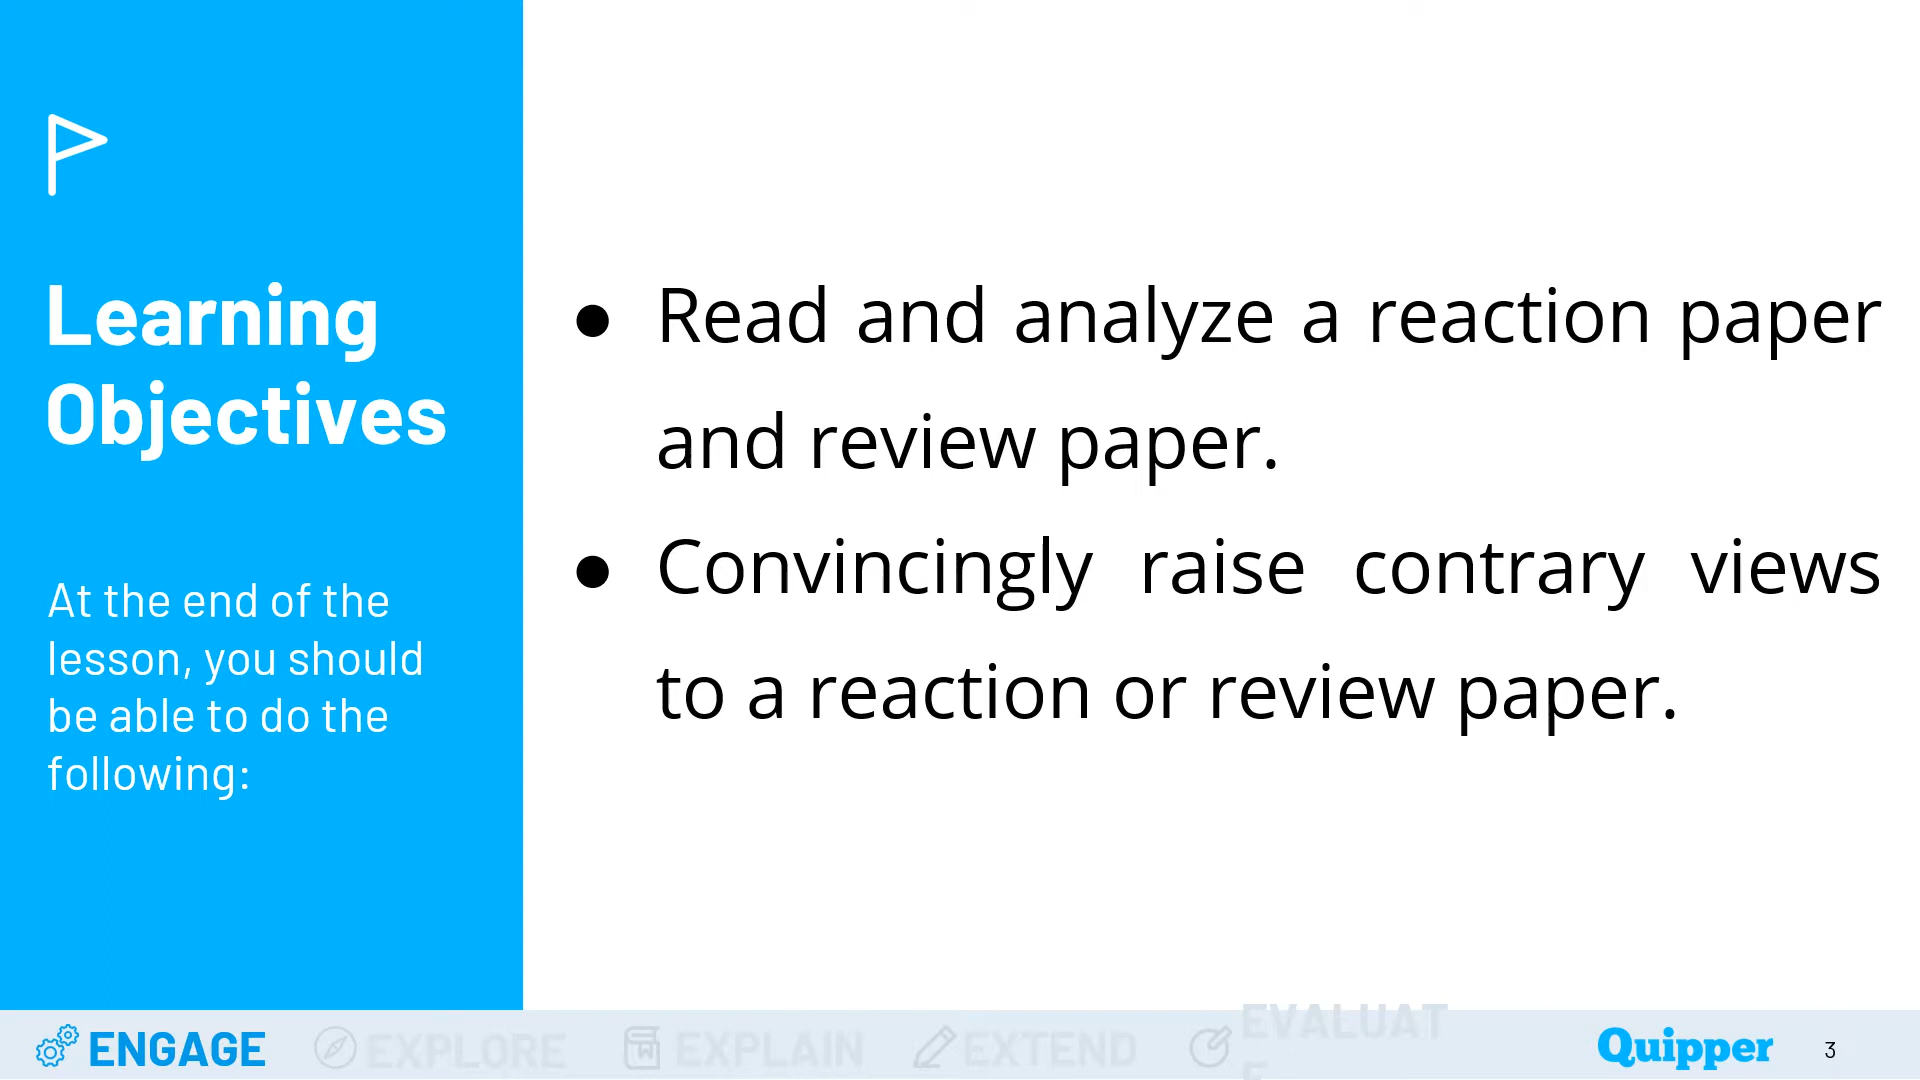 Learning
Objectives
At the end of the
lesson, you should
be able to do the
following:
● Read and analyze a reaction paper
and review paper.
● Convincingly raise contrary views
to a reaction or review paper.
ENGAGE
EXPLORE
EXPLAIN
EXTEND
EVALUAT
E
Quipper
3